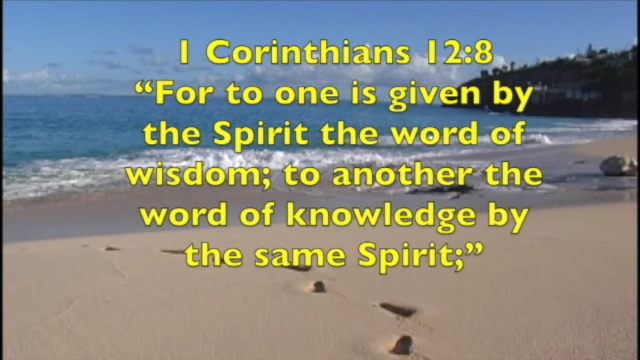 1 Corinthians 12:8
“For to one is given by
the Spirit the word of
wisdom; to another the
word of knowledge by
the same Spirit;”